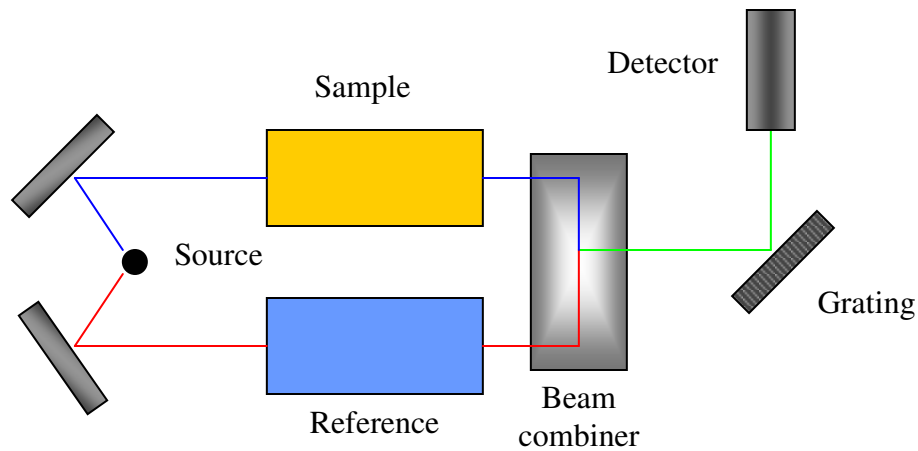 Detector
Sample
Source
Grating
Reference
Beam
combiner